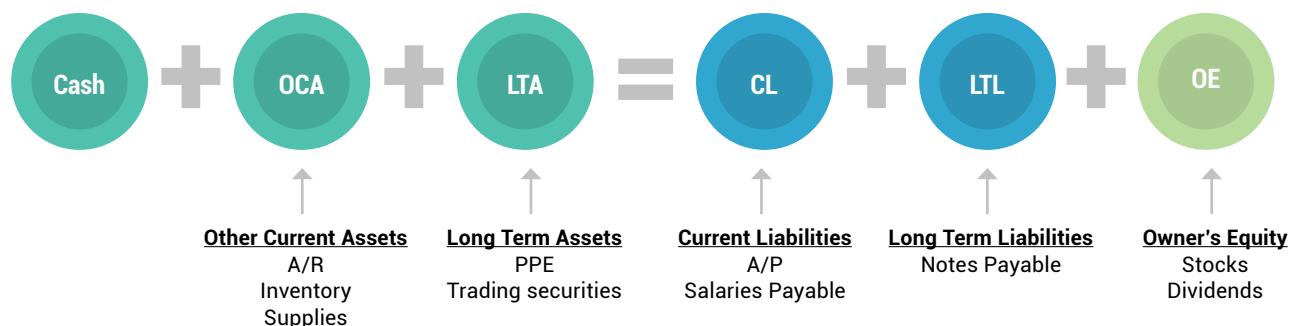 Cash + OCA + LTA = CL + LTL + OE
Other Current Assets
A/R
Inventory
Supplies
Long Term Assets
PPE
Trading securities
Current Liabilities
A/P
Salaries Payable
Long Term Liabilities
Notes Payable
Owner's Equity
Stocks
Dividends